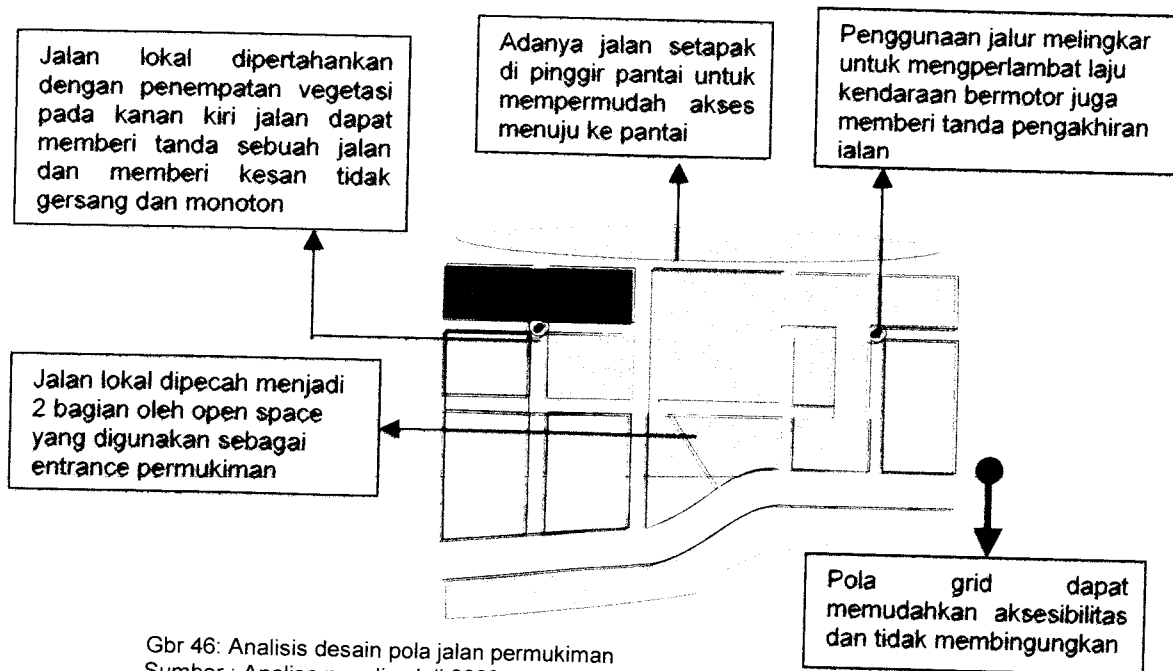 Jalan lokal dipertahankan
dengan penempatan vegetasi
pada kanan kiri jalan dapat
memberi tanda sebuah jalan
dan memberi kesan tidak
gersang dan monoton
Adanya jalan setapak
di pinggir pantai untuk
mempermudah akses
menuju ke pantai
Penggunaan jalur melingkar
untuk mengperlambat laju
kendaraan bermotor juga
memberi tanda pengakhiran
jalan
Jalan lokal dipecah menjadi
2 bagian oleh open space
yang digunakan sebagai
entrance permukiman
Pola grid dapat
memudahkan aksesibilitas
dan tidak membingungkan
Gbr 46: Analisis desain pola jalan permukiman
Sumber : Analisa